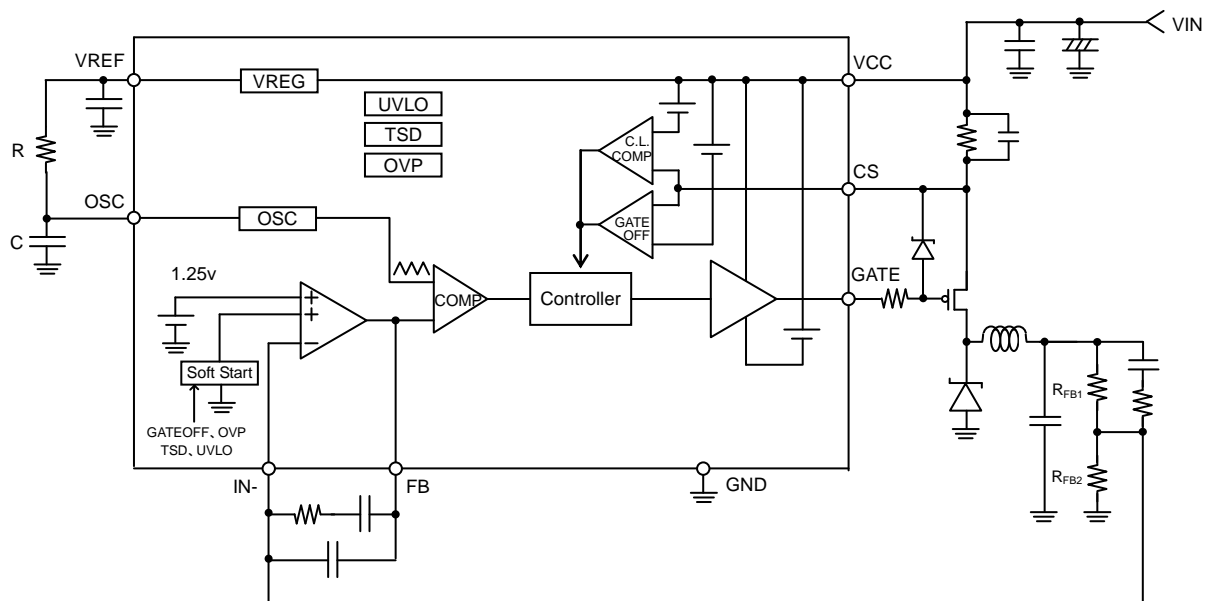 VIN
VREF
VREG
VCC
UVLO
TSD
OVP
C.L.
COMP
R
CS
OSC
OSC
GATE
OFF
C
1.25v
GATE
COMP
Controller
+
+
−
Soft Start
RFB1
GATEOFF、OVP
TSD、UVLO
IN-
FB
GND
RFB2